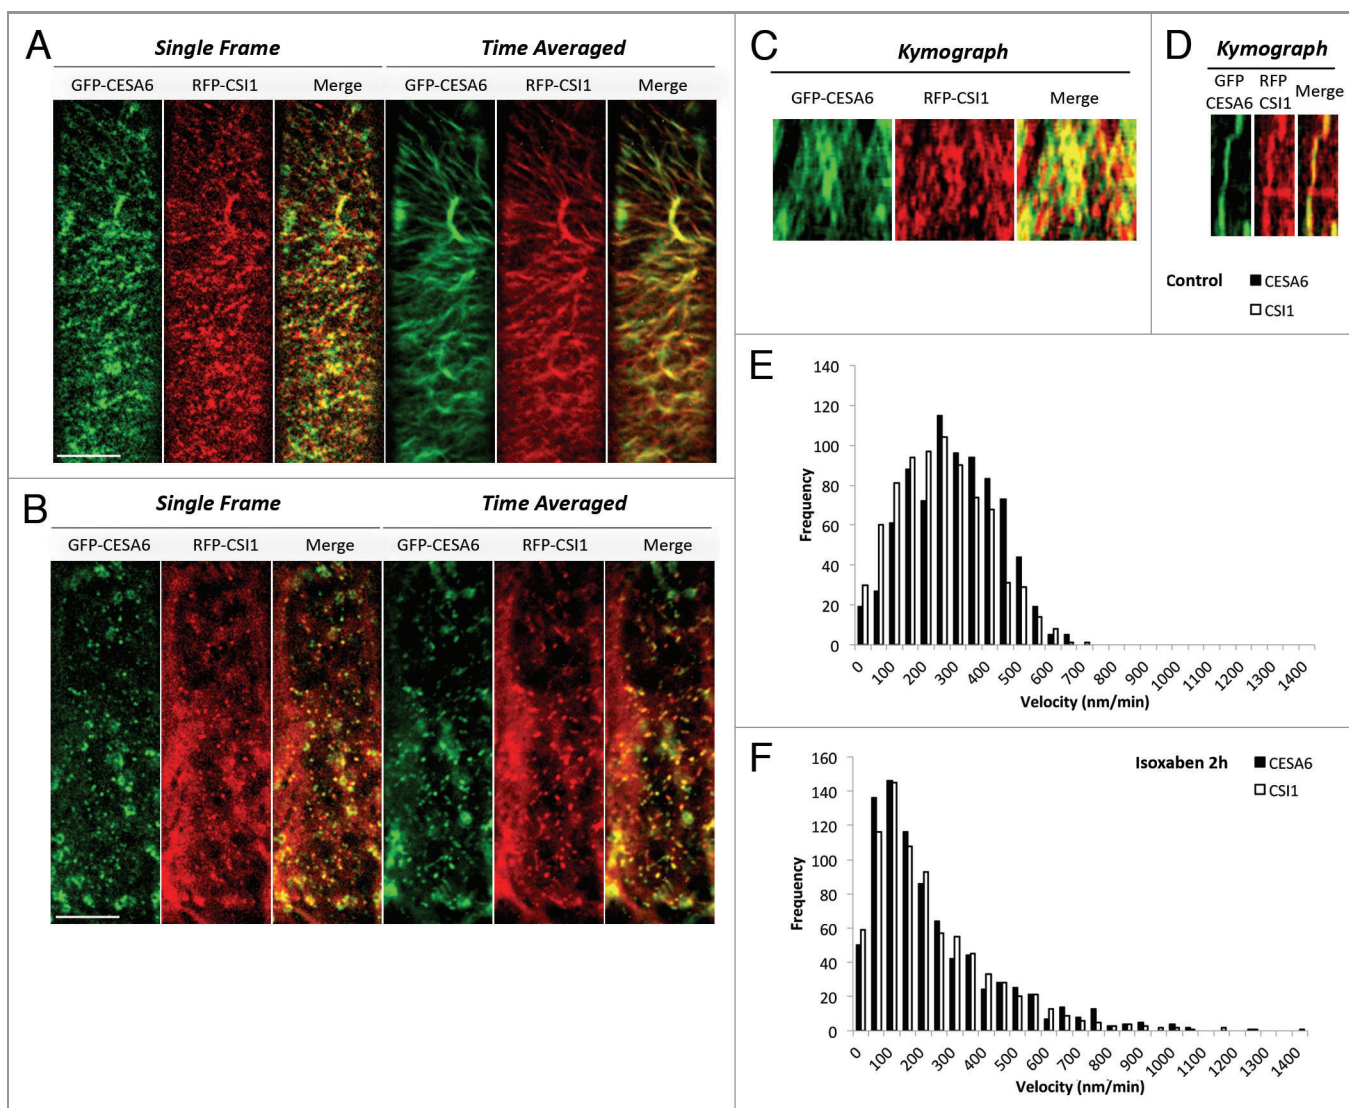 A
Single Frame
Time Averaged
GFP-CESA6
RFP-CSI1
Merge
GFP-CESA6
RFP-CSI1
Merge
B
Single Frame
Time Averaged
GFP-CESA6
RFP-CSI1
Merge
GFP-CESA6
RFP-CSI1
Merge
C
Kymograph
GFP-CESA6
RFP-CSI1
Merge
D
Kymograph
GFP RFP
CESA6 CSI1 Merge
Control
CESA6
CSI1
E
140
120
100
80
60
40
20
0
Frequency
0 100 200 300 400 500 600 700 800 900 1000 1100 1200 1300 1400
Velocity (nm/min)
F
Isoxaben 2h
CESA6
CSI1
160
140
120
100
80
60
40
20
0
Frequency
0 100 200 300 400 500 600 700 800 900 1000 1100 1200 1300 1400
Velocity (nm/min)